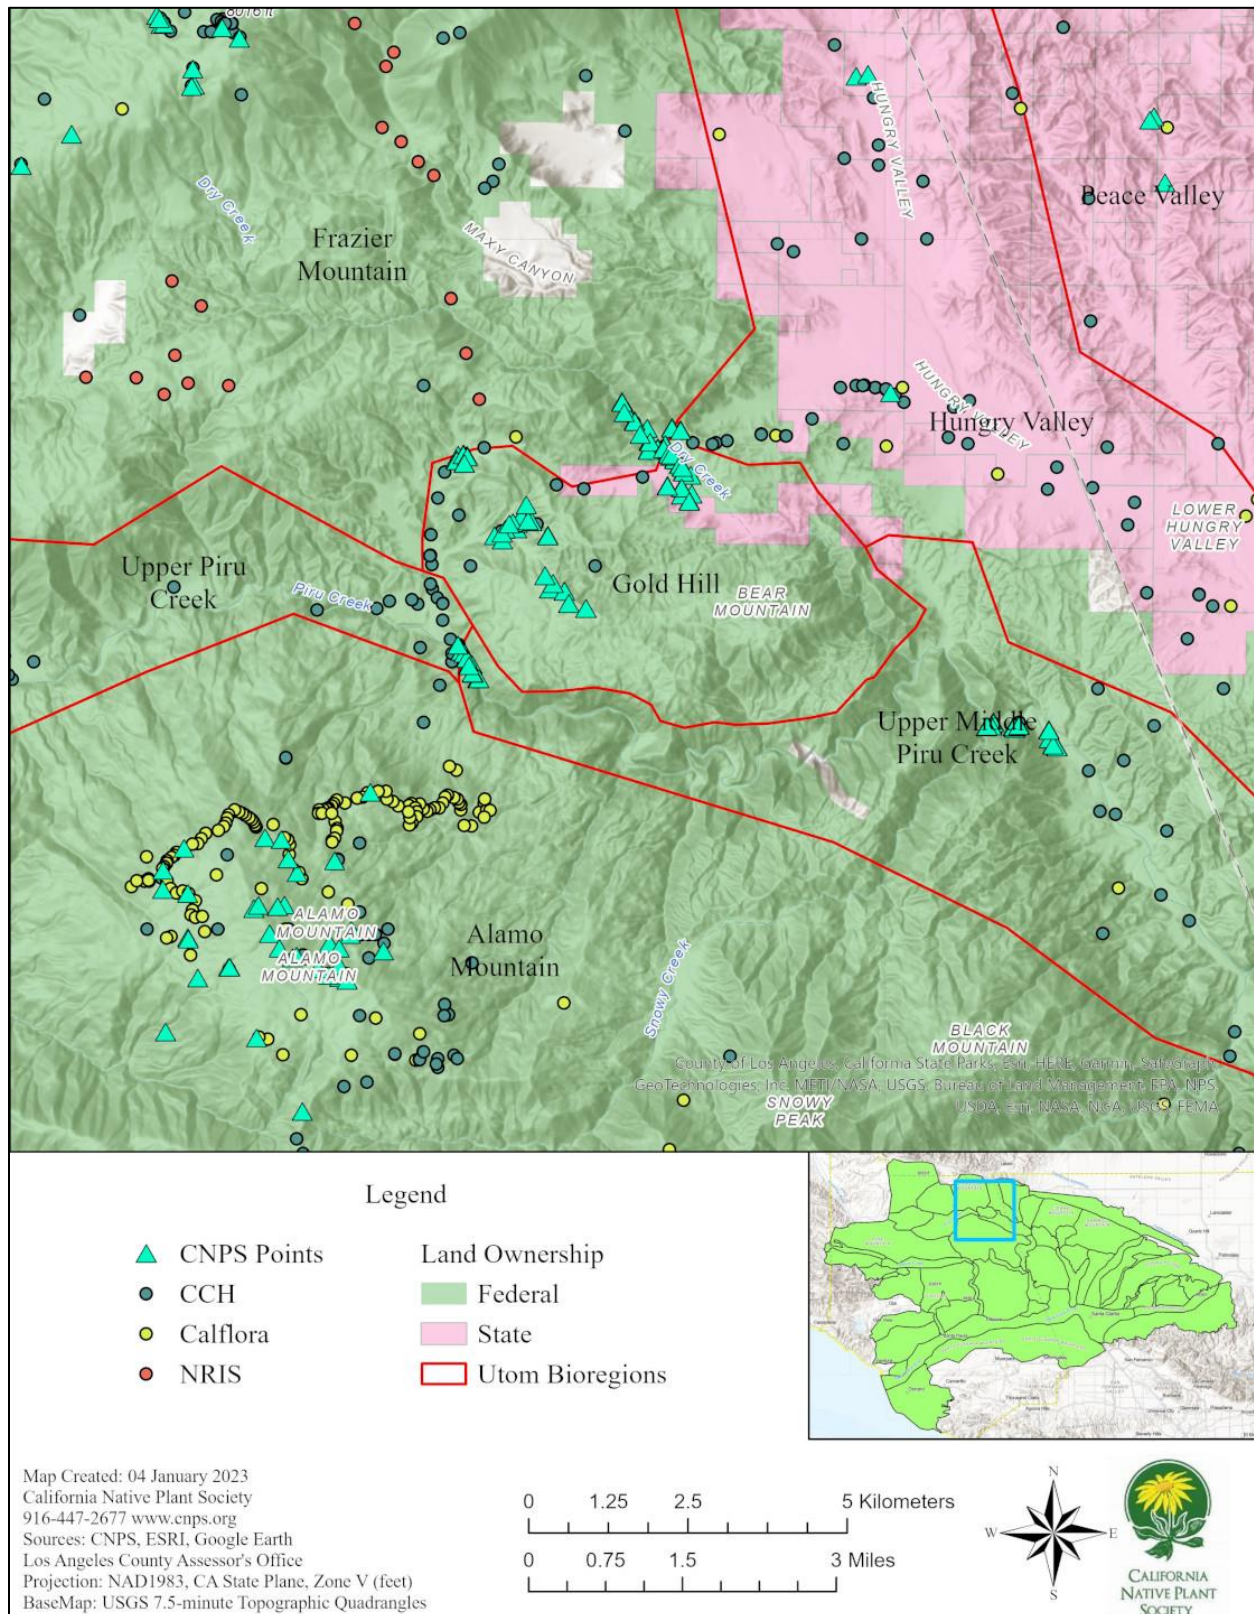 8016 ft
HUNGRY VALLEY
Beace Valley
Dry Creek
Frazier
Mountain
MAXY CANYON
HUNGRY VALLEY
Hungry Valley
Dry Creek
LOWER
HUNGRY
VALLEY
Upper Piru
Creek
Piru Creek
Gold Hill
BEAR
MOUNTAIN
Upper Middle
Piru Creek
ALAMO
MOUNTAIN
ALAMO
MOUNTAIN
Alamo
Mountain
Snowy Creek
BLACK
MOUNTAIN
County of Los Angeles, California State Parks, Esri, HERE, Garmin, SafeGraph,
GeoTechnologies, Inc, METI/NASA, USGS, Bureau of Land Management, EPA, NPS,
USDA, Esri, NASA, NGA, USGS, FEMA
SNOWY
PEAK
Legend
CNPS Points
CCH
Calflora
NRIS
Land Ownership
Federal
State
Utom Bioregions
Map Created: 04 January 2023
California Native Plant Society
916-447-2677 www.cnps.org
Sources: CNPS, ESRI, Google Earth
Los Angeles County Assessor's Office
Projection: NAD1983, CA State Plane, Zone V (feet)
BaseMap: USGS 7.5-minute Topographic Quadrangles
0 1.25 2.5 5 Kilometers
0 0.75 1.5 3 Miles
N
W E
S
CALIFORNIA
NATIVE PLANT
SOCIETY